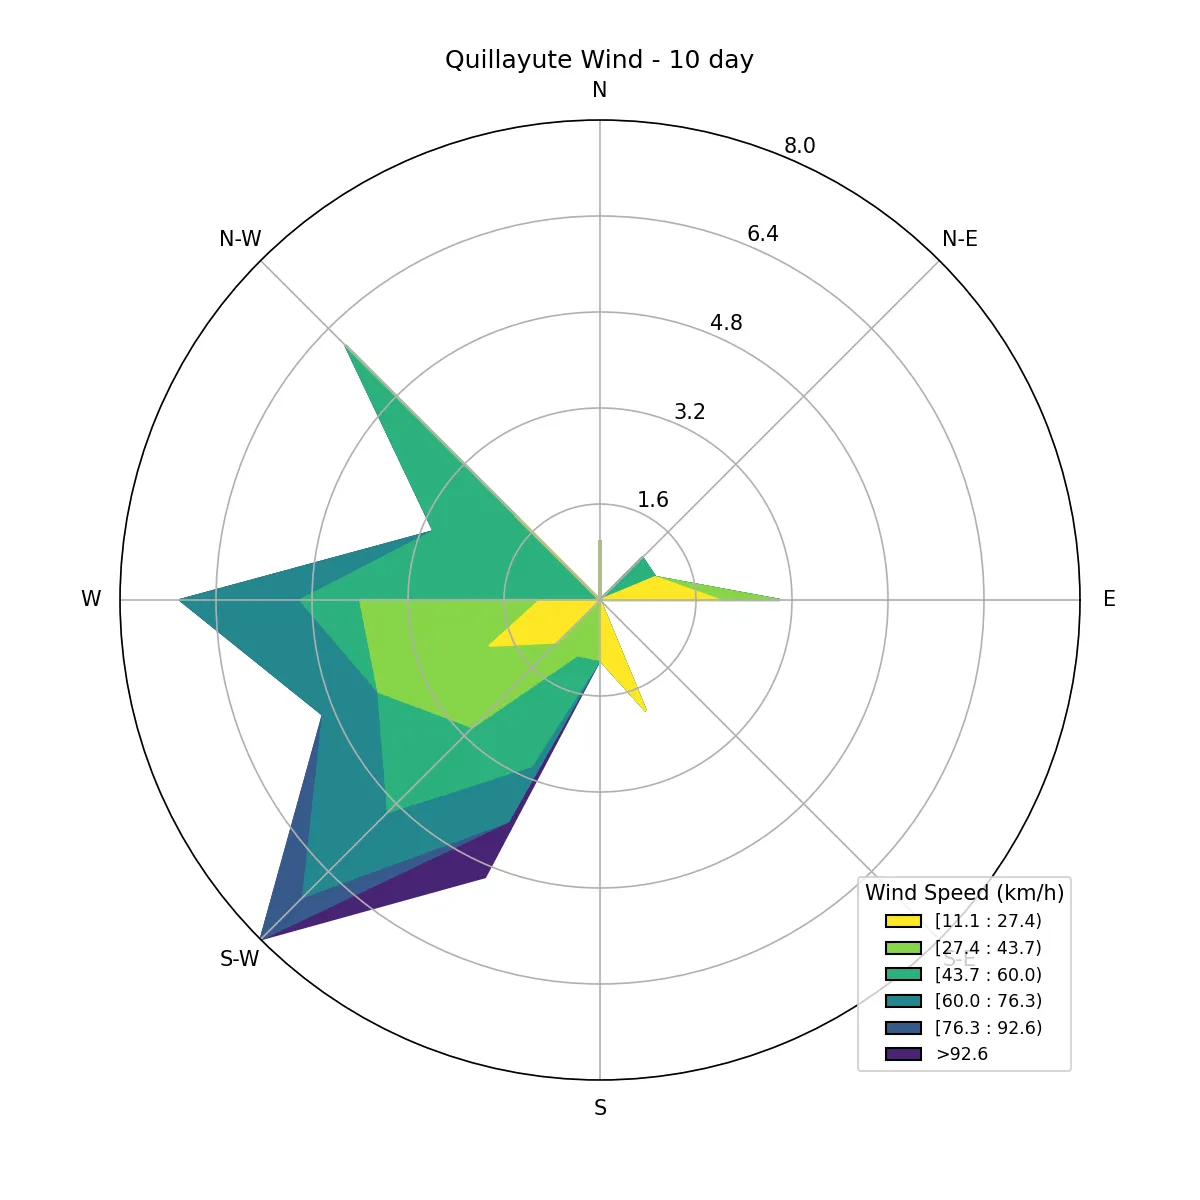 Quillayute Wind - 10 day
N
8.0
N-W
6.4
N-E
4.8
3.2
1.6
W
E
Wind Speed (km/h)
[11.1 : 27.4)
[27.4 : 43.7)
S-W
S-E
[43.7 : 60.0)
[60.0 : 76.3)
[76.3 : 92.6)
>92.6
S